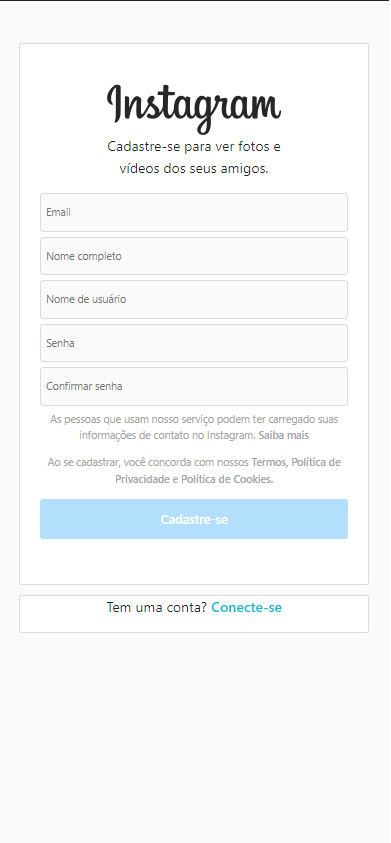 Instagram
Cadastre-se para ver fotos e
vídeos dos seus amigos.
Email
Nome completo
Nome de usuário
Senha
Confirmar senha
As pessoas que usam nosso serviço podem ter carregado suas
informações de contato no Instagram. Saiba mais
Ao se cadastrar, você concorda com nossos Termos, Política de
Privacidade e Política de Cookies.
Cadastre-se
Tem uma conta? Conecte-se